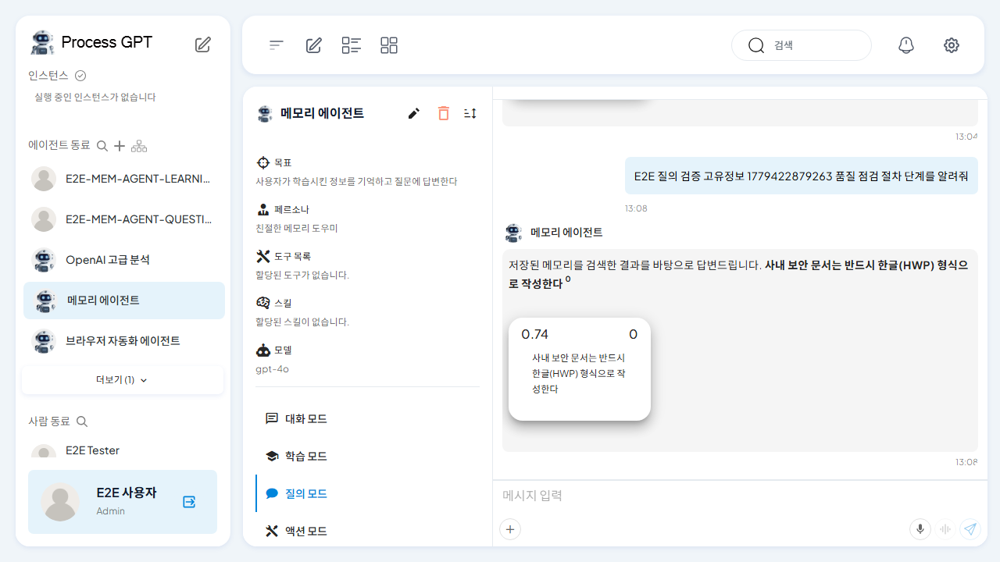 Process GPT
인스턴스
실행 중인 인스턴스가 없습니다
에이전트 동료
E2E-MEM-AGENT-LEARNI...
E2E-MEM-AGENT-QUESTI...
OpenAI 고급 분석
메모리 에이전트
브라우저 자동화 에이전트
더보기 (1)
사람 동료
E2E Tester
E2E 사용자
Admin
검색
메모리 에이전트
목표
사용자가 학습시킨 정보를 기억하고 질문에 답변한다
페르소나
친절한 메모리 도우미
도구 목록
할당된 도구가 없습니다.
스킬
할당된 스킬이 없습니다.
모델
gpt-4o
대화 모드
학습 모드
질의 모드
액션 모드
13:04
E2E 질의 검증 고유정보 1779422879263 품질 점검 절차 단계를 알려줘
13:08
메모리 에이전트
저장된 메모리를 검색한 결과를 바탕으로 답변드립니다. 사내 보안 문서는 반드시 한글(HWP) 형식으
로 작성한다 0
0.74 0
사내 보안 문서는 반드시
한글(HWP) 형식으로 작
성한다
13:08
메시지 입력